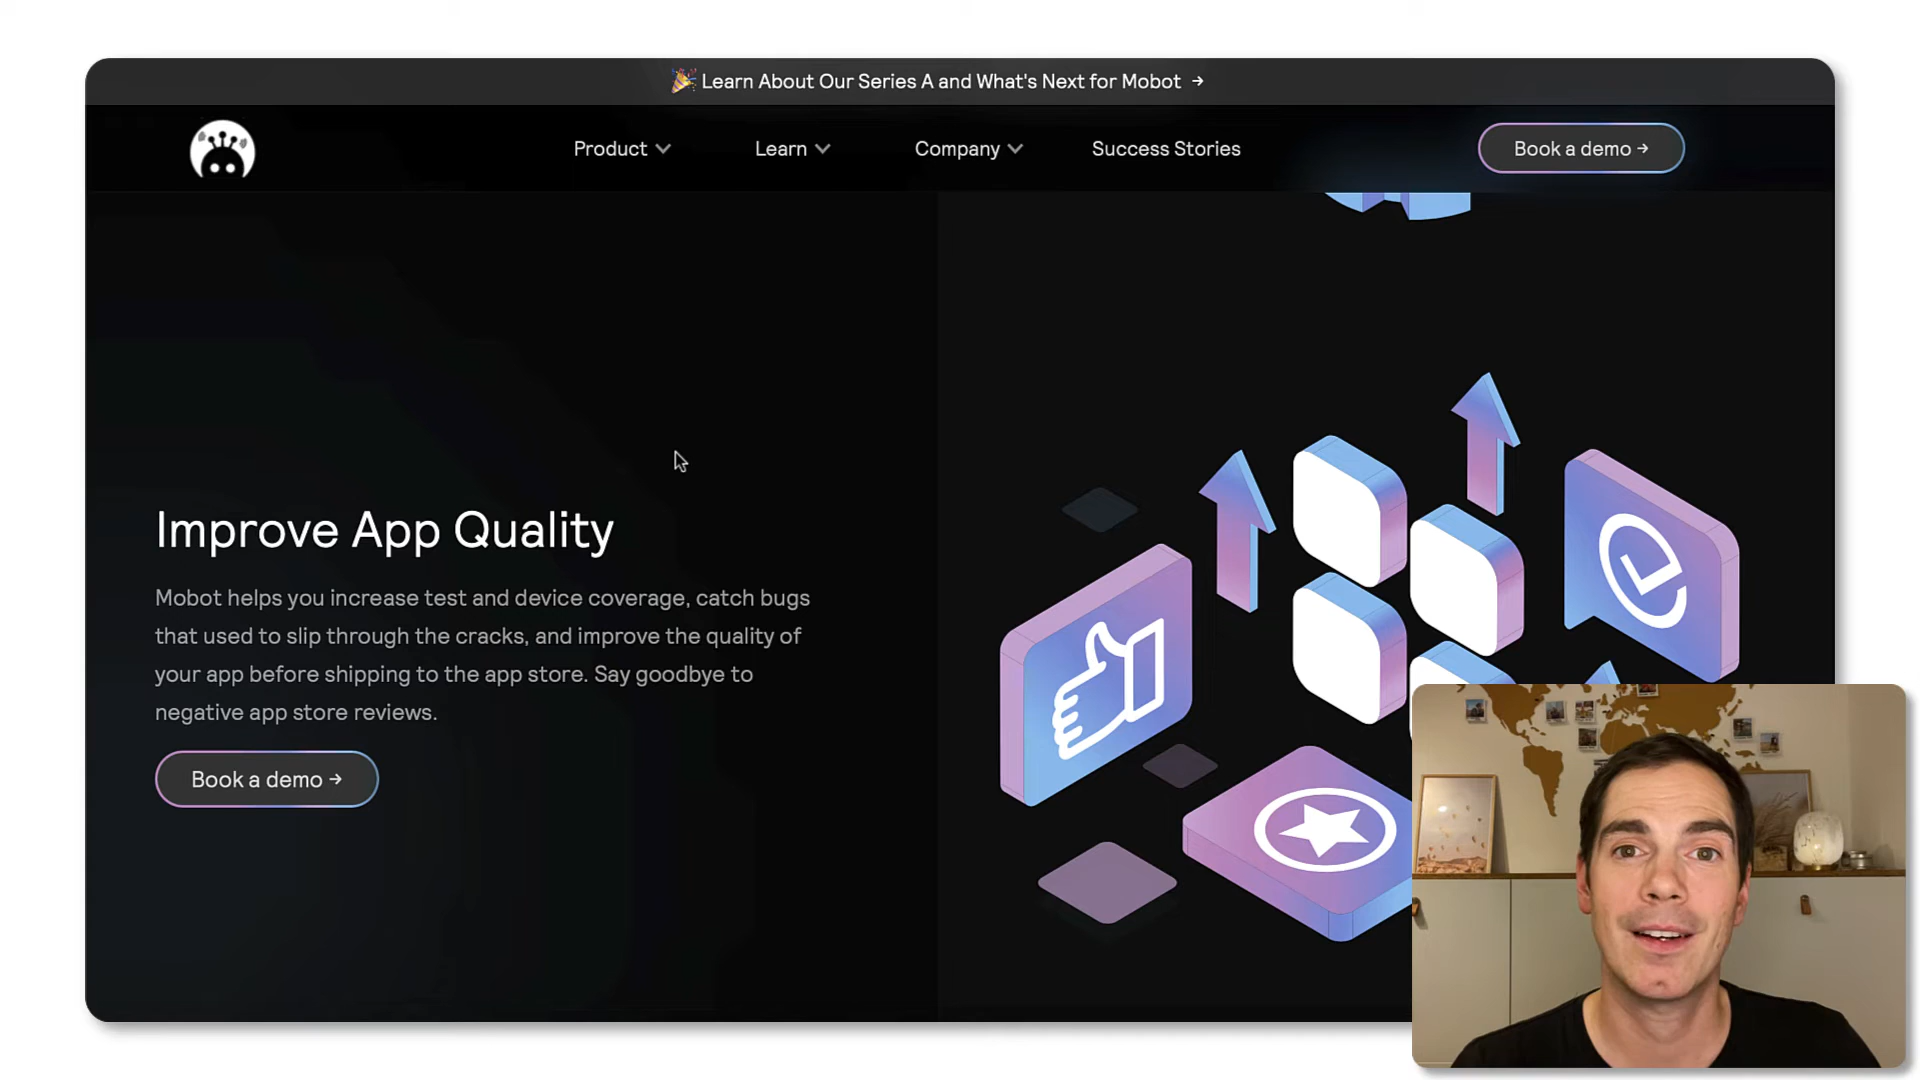 🎉 Learn About Our Series A and What's Next for Mobot →
Product
Learn
Company
Success Stories
Book a demo →
Improve App Quality
Mobot helps you increase test and device coverage, catch bugs
that used to slip through the cracks, and improve the quality of
your app before shipping to the app store. Say goodbye to
negative app store reviews.
Book a demo →